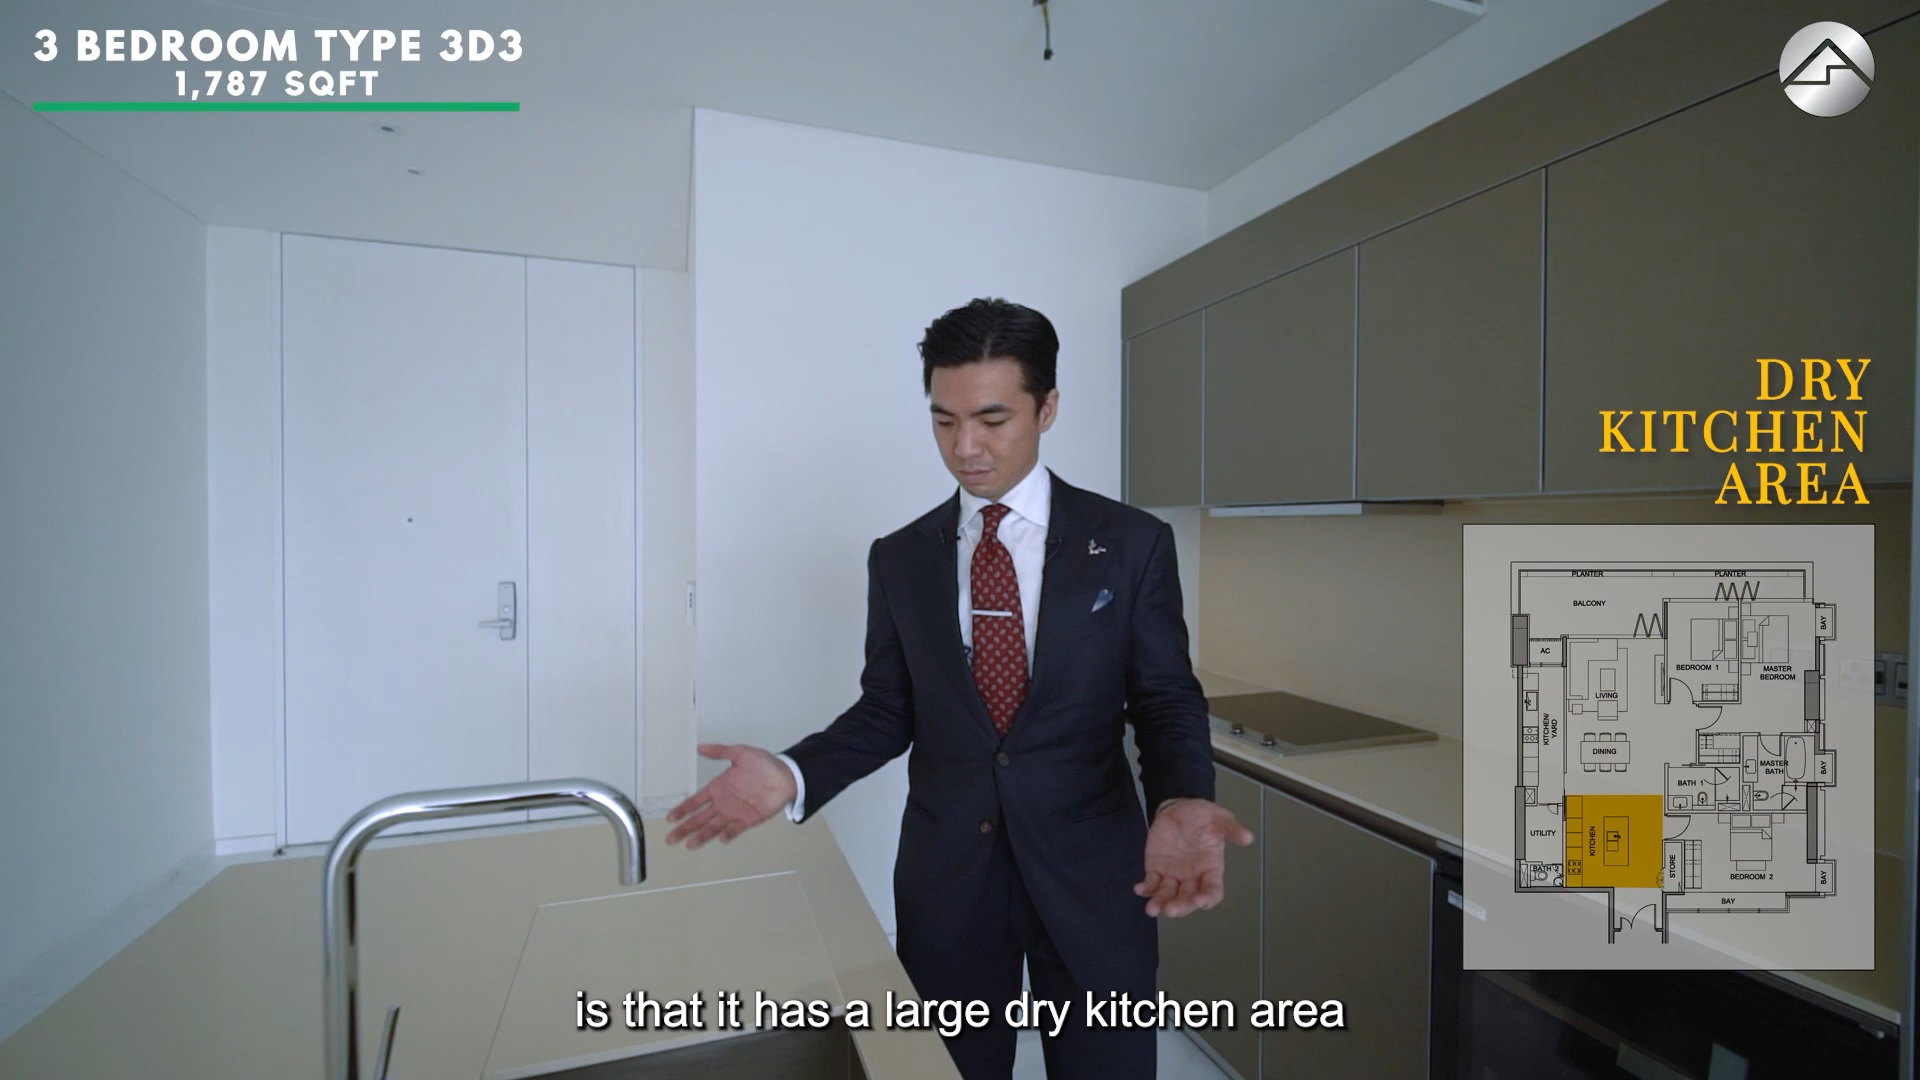 3 BEDROOM TYPE 3D3
1,787 SQFT
DRY
KITCHEN
AREA
PLANTER
PLANTER
BALCONY
BAY
AC
BEDROOM 1
MASTER
BEDROOM
LIVING
KITCHEN/
YARD
DINING
MASTER
BATH
BAY
BATH 1
UTILITY
KITCHEN
BATH 2
STORE
BEDROOM 2
BAY
BAY
is that it has a large dry kitchen area